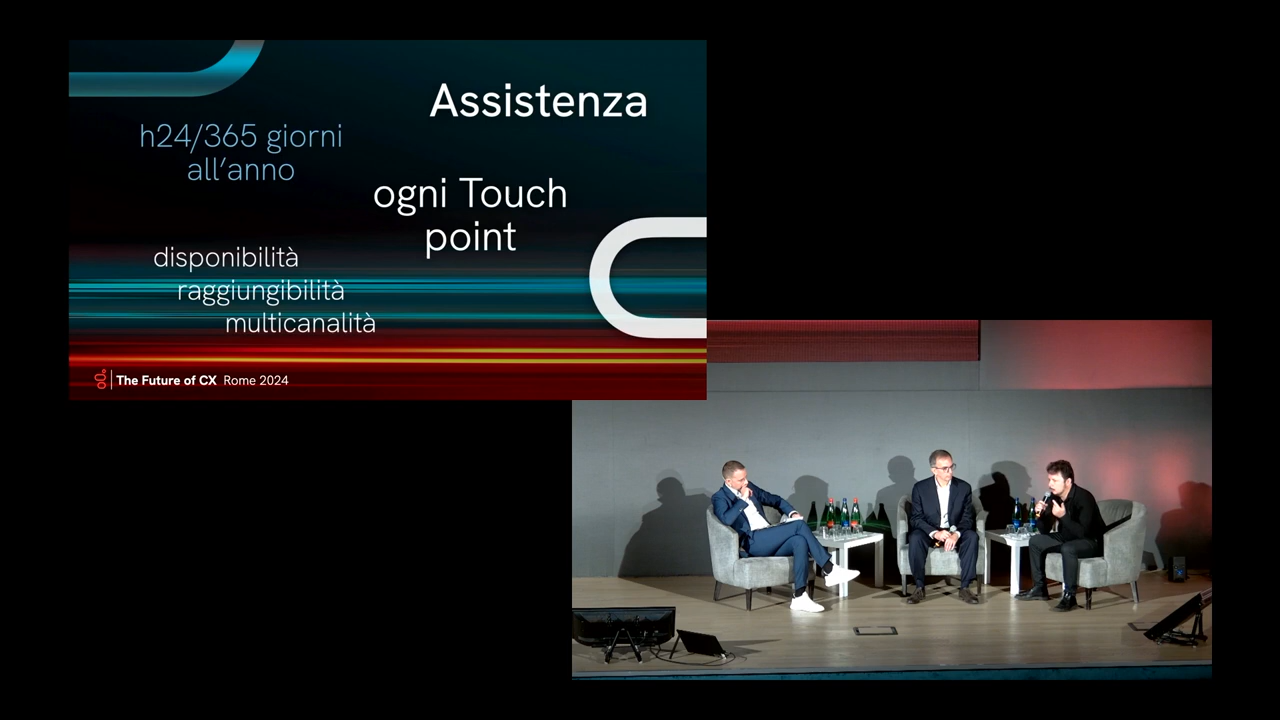 Assistenza
h24/365 giorni
all'anno
ogni Touch
point
disponibilità
raggiungibilità
multicanalità
The Future of CX Rome 2024